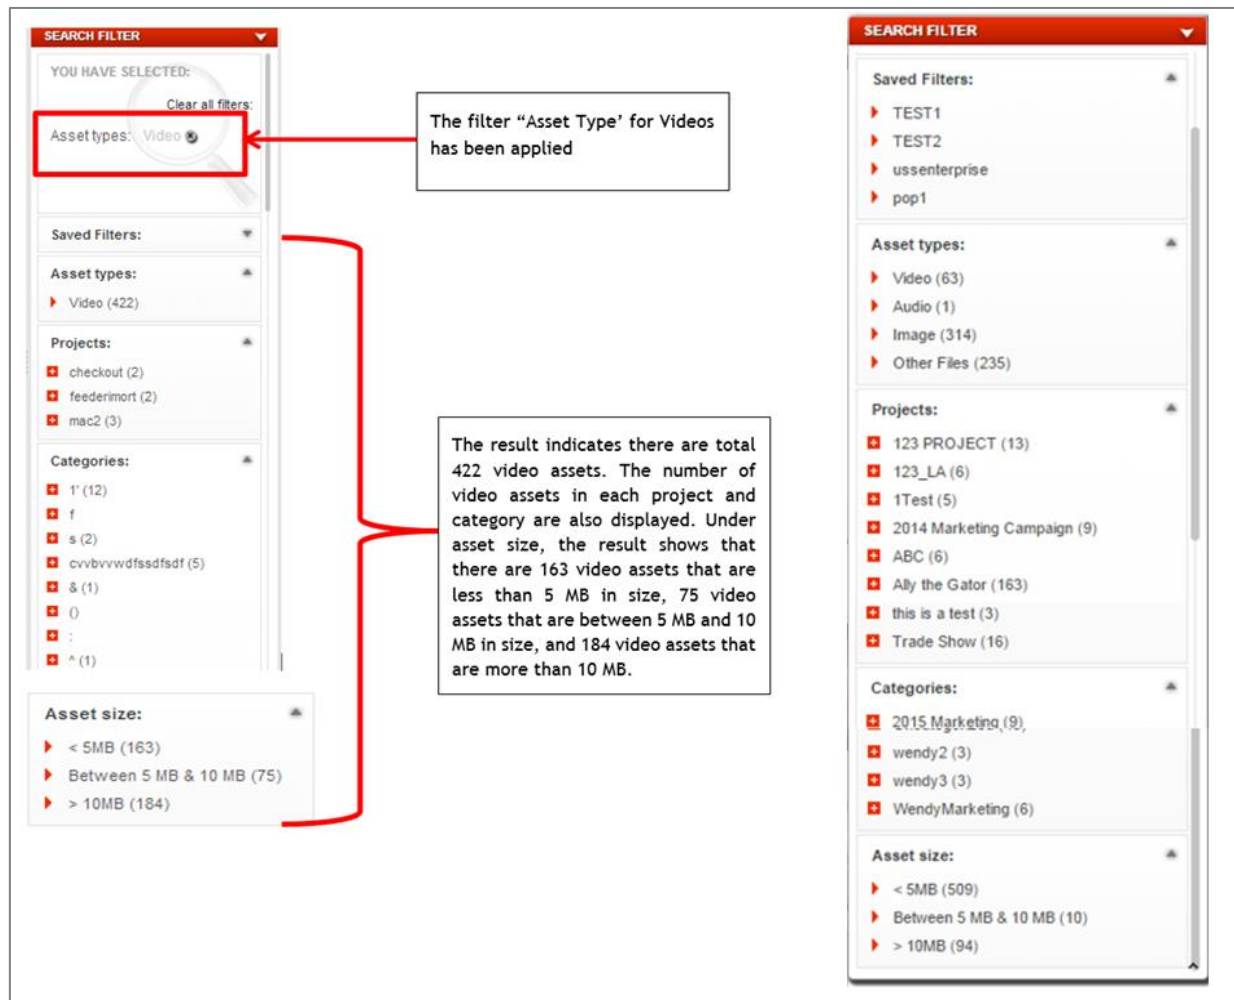 SEARCH FILTER
YOU HAVE SELECTED:
Clear all filters:
Asset types: Video
Saved Filters:
Asset types:
Video (422)
Projects:
checkout (2)
feederimort (2)
mac2 (3)
Categories:
1' (12)
f
s (2)
cvvbvvwdfssdfsdf (5)
& (1)
()
:
^ (1)
Asset size:
< 5MB (163)
Between 5 MB & 10 MB (75)
> 10MB (184)
The filter “Asset Type’ for Videos
has been applied
The result indicates there are total
422 video assets. The number of
video assets in each project and
category are also displayed. Under
asset size, the result shows that
there are 163 video assets that are
less than 5 MB in size, 75 video
assets that are between 5 MB and 10
MB in size, and 184 video assets that
are more than 10 MB.
SEARCH FILTER
Saved Filters:
TEST1
TEST2
ussenterprise
pop1
Asset types:
Video (63)
Audio (1)
Image (314)
Other Files (235)
Projects:
123 PROJECT (13)
123_LA (6)
1Test (5)
2014 Marketing Campaign (9)
ABC (6)
Ally the Gator (163)
this is a test (3)
Trade Show (16)
Categories:
2015 Marketing (9)
wendy2 (3)
wendy3 (3)
WendyMarketing (6)
Asset size:
< 5MB (509)
Between 5 MB & 10 MB (10)
> 10MB (94)